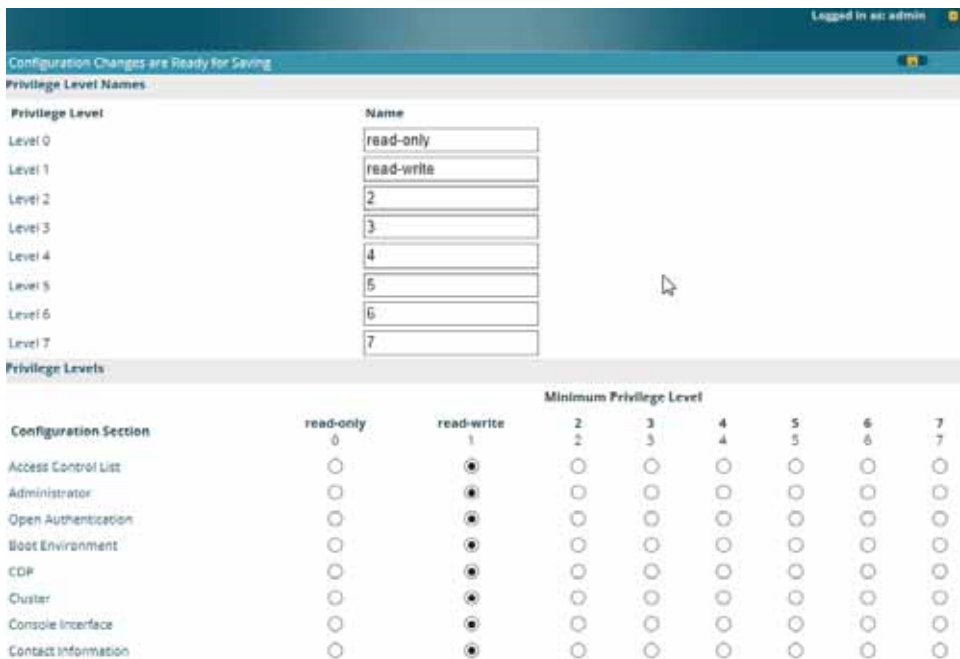 Logged in as: admin
Configuration Changes are Ready for Saving
Privilege Level Names
Privilege Level Name
Level 0 read-only
Level 1 read-write
Level 2 2
Level 3 3
Level 4 4
Level 5 5
Level 6 6
Level 7 7
Privilege Levels
Minimum Privilege Level
Configuration Section read-only read-write 2 3 4 5 6 7
0 1 2 3 4 5 6 7
Access Control List
Administrator
Open Authentication
Boot Environment
CDP
Cluster
Console Interface
Contact Information